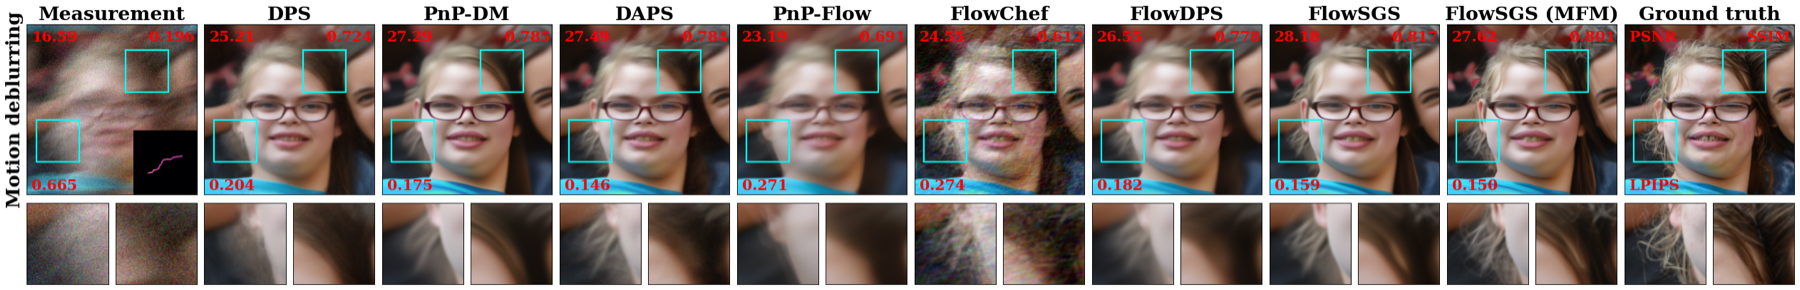 Measurement DPS PnP-DM DAPS PnP-Flow FlowChef FlowDPS FlowSGS FlowSGS (MFM) Ground truth
16.59 0.196 25.21 0.724 27.29 0.785 27.49 0.784 23.19 0.691 24.55 0.612 26.55 0.778 28.18 0.817 27.62 0.801 PSNR SSIM
Motion deblurring
0.665 0.204 0.175 0.146 0.271 0.274 0.182 0.159 0.150 LPIPS